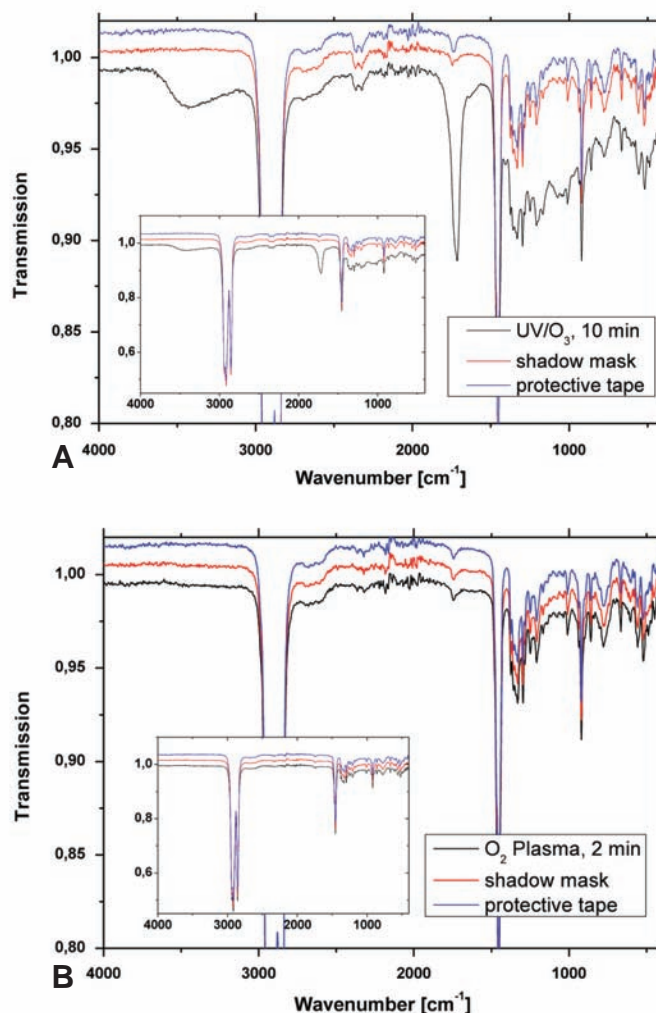 1,00
0,95
0,90
0,85
0,80
Transmission
1,0
0,8
0,6
4000 3000 2000 1000
UV/O3, 10 min
shadow mask
protective tape
4000 3000 2000 1000
A
Wavenumber [cm-1]
1,00
0,95
0,90
0,85
0,80
Transmission
1,0
0,8
0,6
4000 3000 2000 1000
O2 Plasma, 2 min
shadow mask
protective tape
4000 3000 2000 1000
B
Wavenumber [cm-1]